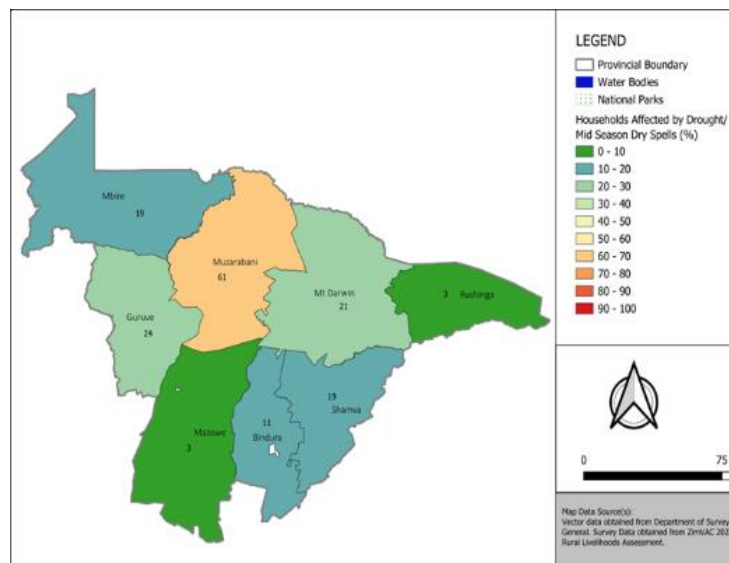 LEGEND
Provincial Boundary
Water Bodies
National Parks
Households Affected by Drought/
Mid Season Dry Spells (%)
0 - 10
10 - 20
20 - 30
30 - 40
40 - 50
50 - 60
60 - 70
70 - 80
80 - 90
90 - 100
Mbire
19
Muzarabani
61
Mt Darwin
21
3 Rushinga
Guruve
24
Mazowe
3
11
Bindura
19
Shamva
0 75
Map Data Source(s):
Vector data obtained from Department of Survey
General. Survey Data obtained from ZimVAC 202
Rural Livelihoods Assessment.